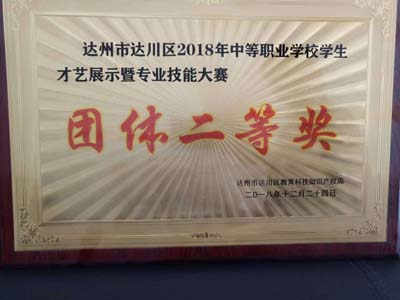 达州市达川区2018年中等职业学校学生
才艺展示暨专业技能大赛
团体二等奖
达州市达川区教育科技知识产权局
二〇一八年十二月二十四日